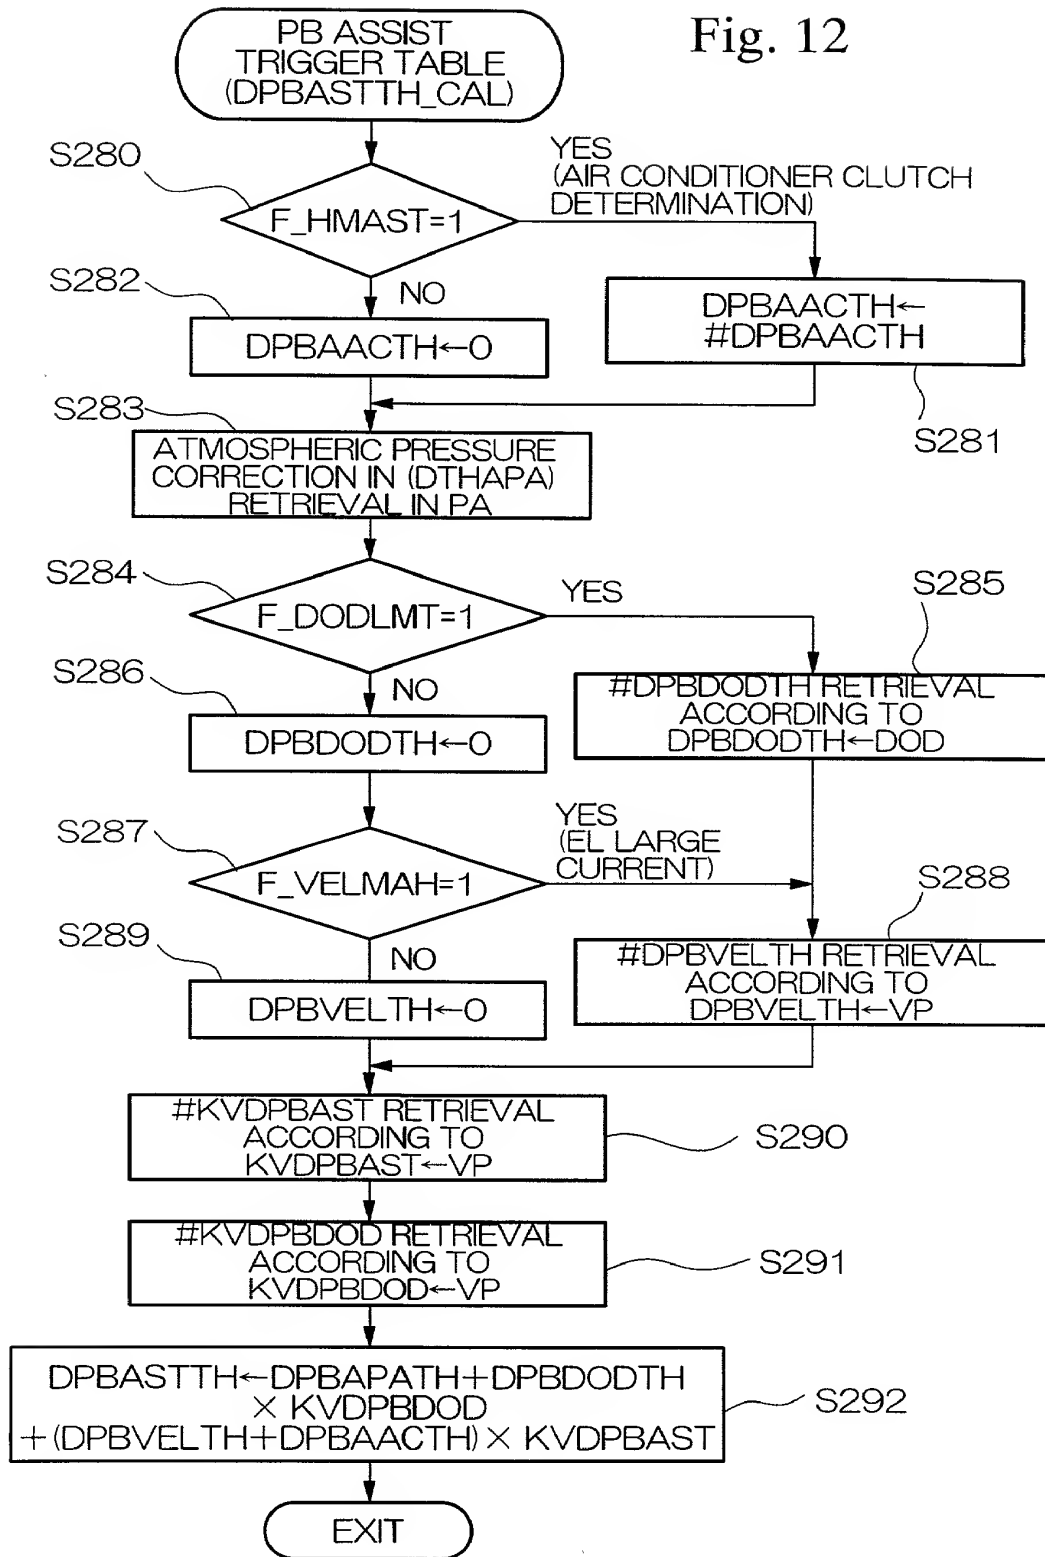 Fig. 12
PB ASSIST
TRIGGER TABLE
(DPBASTTH_CAL)
S280
F_HMAST=1
YES
(AIR CONDITIONER CLUTCH
DETERMINATION)
S282
NO
DPBAACTH←0
DPBAACTH←
#DPBAACTH
S281
S283
ATMOSPHERIC PRESSURE
CORRECTION IN (DTHAPA)
RETRIEVAL IN PA
S284
F_DODLMT=1
YES
S285
S286
NO
DPBDODTH←0
#DPBDODTH RETRIEVAL
ACCORDING TO
DPBDODTH←DOD
S287
F_VELMAH=1
YES
(EL LARGE
CURRENT)
S288
S289
NO
DPBVELTH←0
#DPBVELTH RETRIEVAL
ACCORDING TO
DPBVELTH←VP
#KVDPBAST RETRIEVAL
ACCORDING TO
KVDPBAST←VP
S290
#KVDPBDOD RETRIEVAL
ACCORDING TO
KVDPBDOD←VP
S291
DPBASTTH←DPBAPATH+DPBDODTH
× KVDPBDOD
+(DPBVELTH+DPBAACTH) × KVDPBAST
S292
EXIT